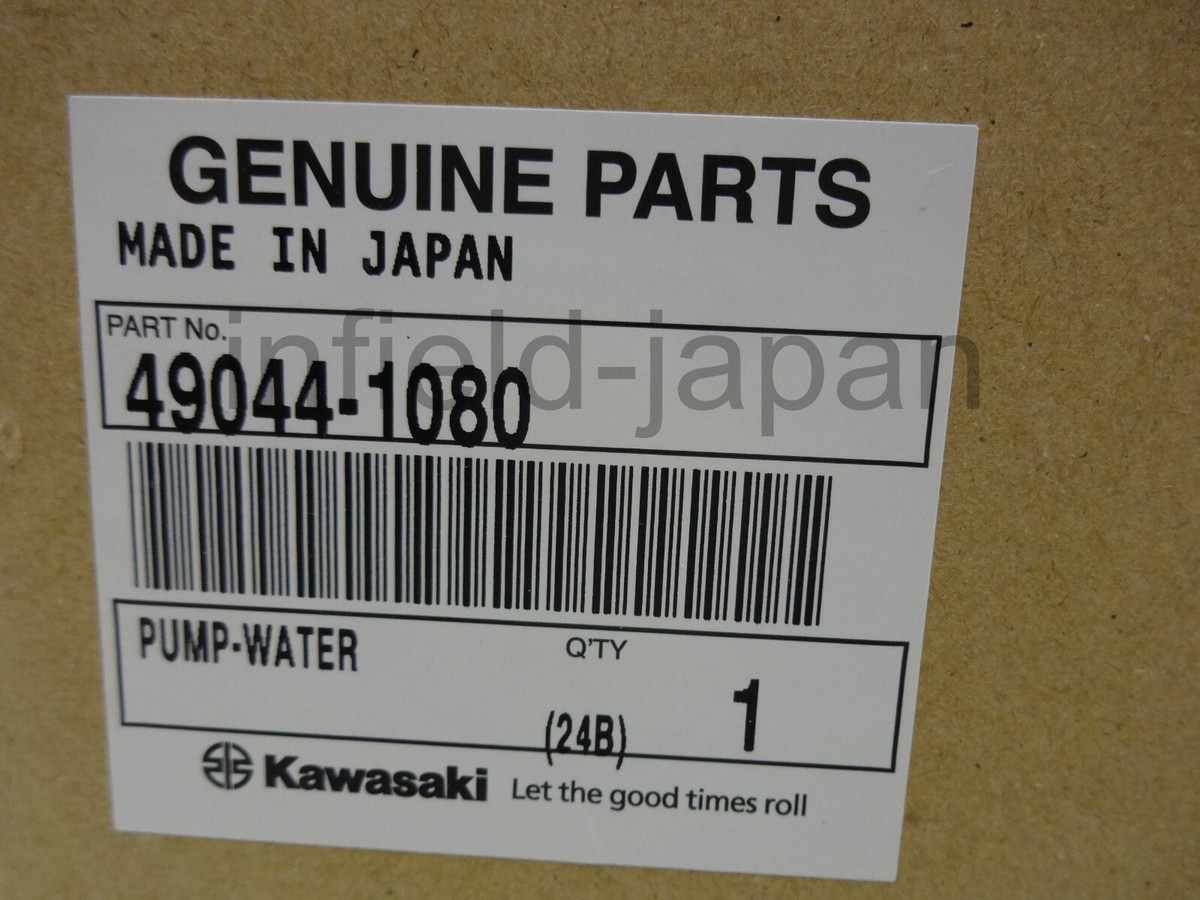 GENUINE PARTS
MADE IN JAPAN
PART No.
49044-1080
infield-japan
PUMP-WATER
Q'TY
(24B)
1
Kawasaki Let the good times roll